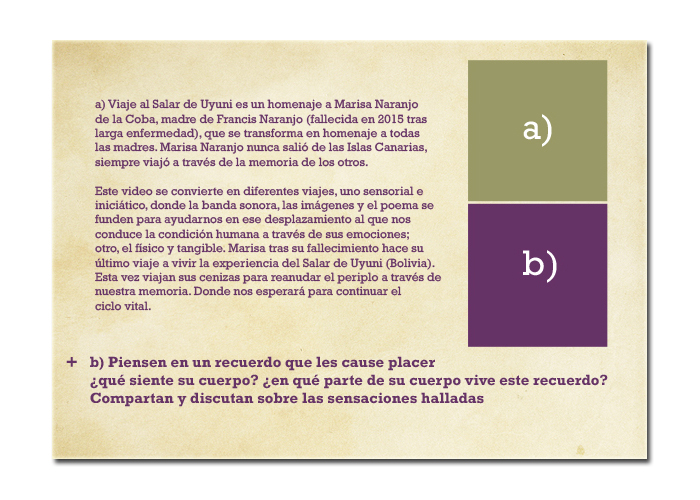 a) Viaje al Salar de Uyuni es un homenaje a Marisa Naranjo
de la Coba, madre de Francis Naranjo (fallecida en 2015 tras
larga enfermedad), que se transforma en homenaje a todas
las madres. Marisa Naranjo nunca salió de las Islas Canarias,
siempre viajó a través de la memoria de los otros.
Este video se convierte en diferentes viajes, uno sensorial e
iniciático, donde la banda sonora, las imágenes y el poema se
funden para ayudarnos en ese desplazamiento al que nos
conduce la condición humana a través de sus emociones;
otro, el físico y tangible. Marisa tras su fallecimiento hace su
último viaje a vivir la experiencia del Salar de Uyuni (Bolivia).
Esta vez viajan sus cenizas para reanudar el periplo a través de
nuestra memoria. Donde nos esperará para continuar el
ciclo vital.
a)
b)
+ b) Piensen en un recuerdo que les cause placer
¿qué siente su cuerpo? ¿en qué parte de su cuerpo vive este recuerdo?
Compartan y discutan sobre las sensaciones halladas